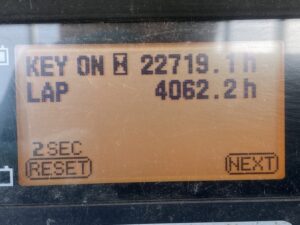 KEY ON 22719.1h
LAP 4062.2h
2SEC
RESET NEXT